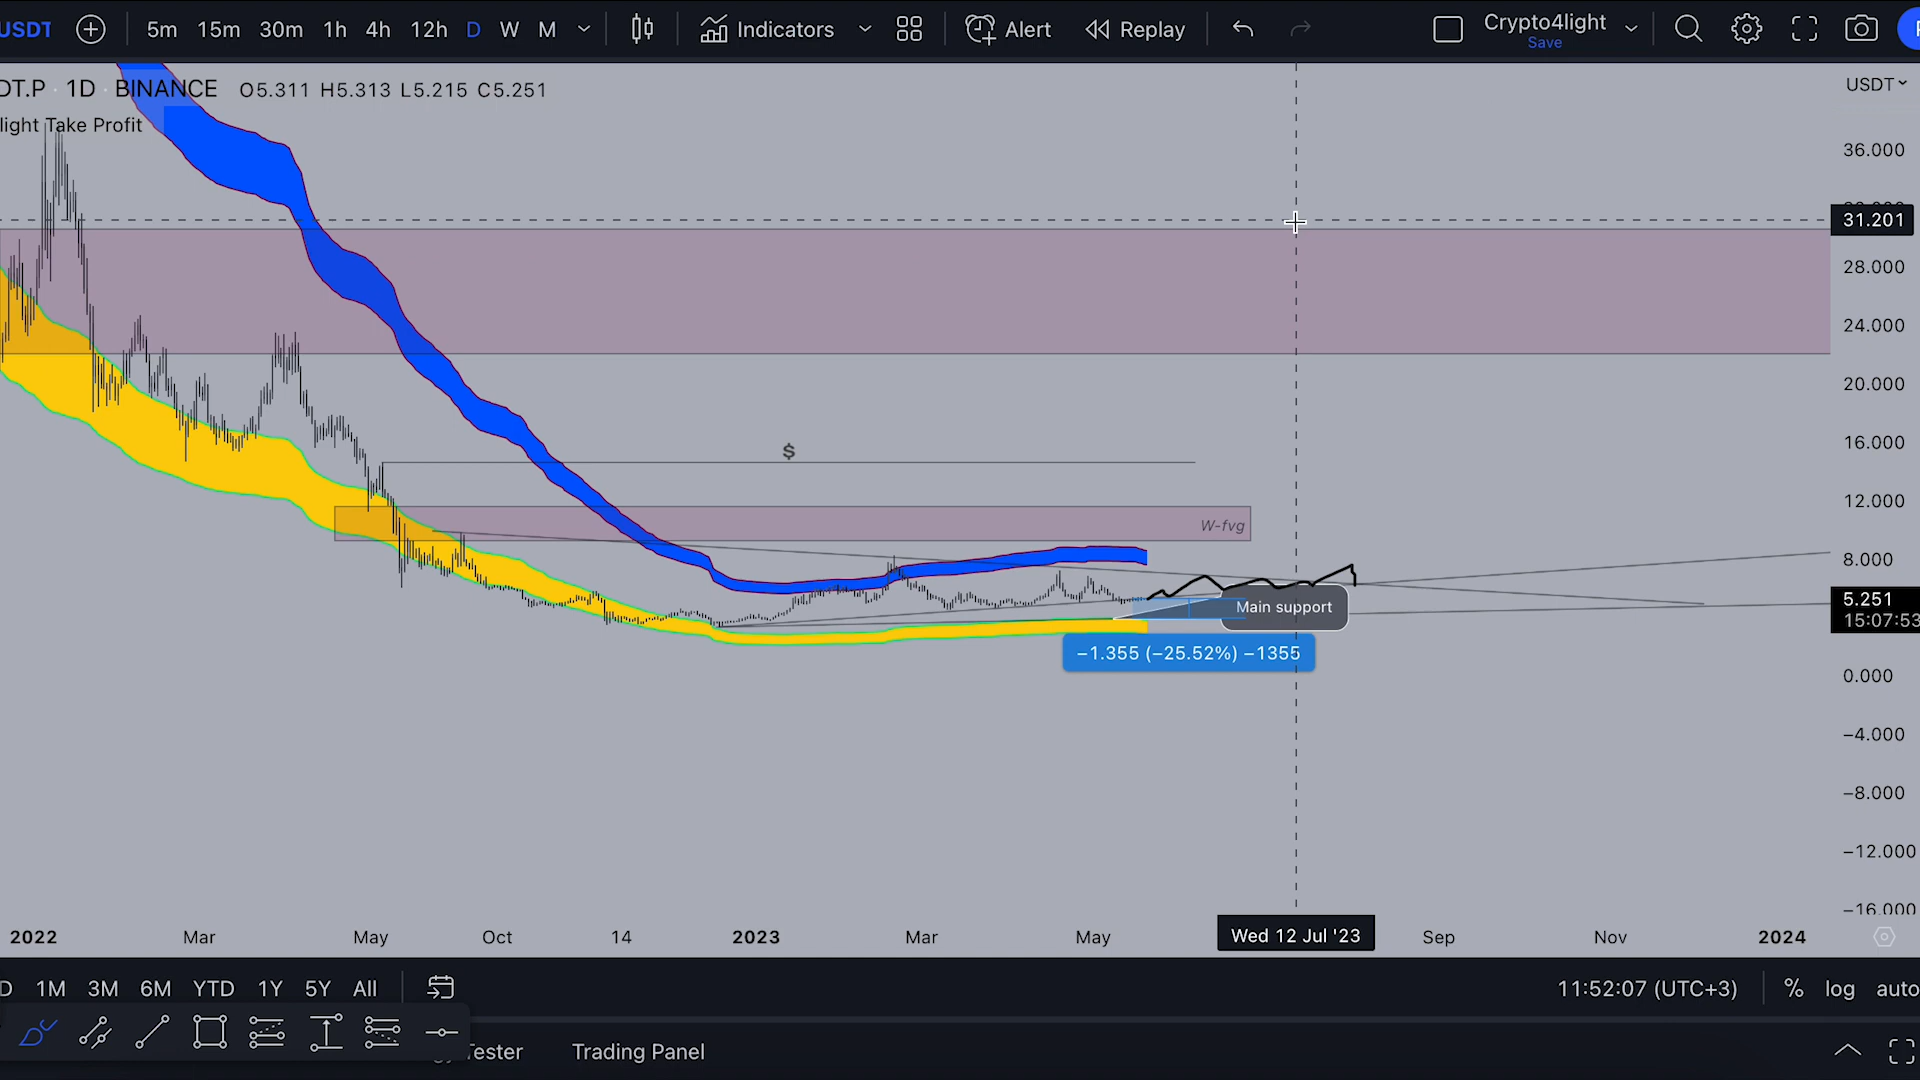 USDT 5m 15m 30m 1h 4h 12h D W M Indicators Alert Replay Crypto4light
Save
DT.P · 1D · BINANCE O5.311 H5.313 L5.215 C5.251
USDT
light Take Profit
36.000
31.201
28.000
24.000
20.000
$
16.000
12.000
W-fvg
8.000
5.251
Main support
15:07:53
−1.355 (−25.52%) −1355
0.000
−4.000
−8.000
−12.000
−16.000
2022 Mar May Oct 14 2023 Mar May Wed 12 Jul '23 Sep Nov 2024
D 1M 3M 6M YTD 1Y 5Y All 11:52:07 (UTC+3) % log auto
Tester Trading Panel